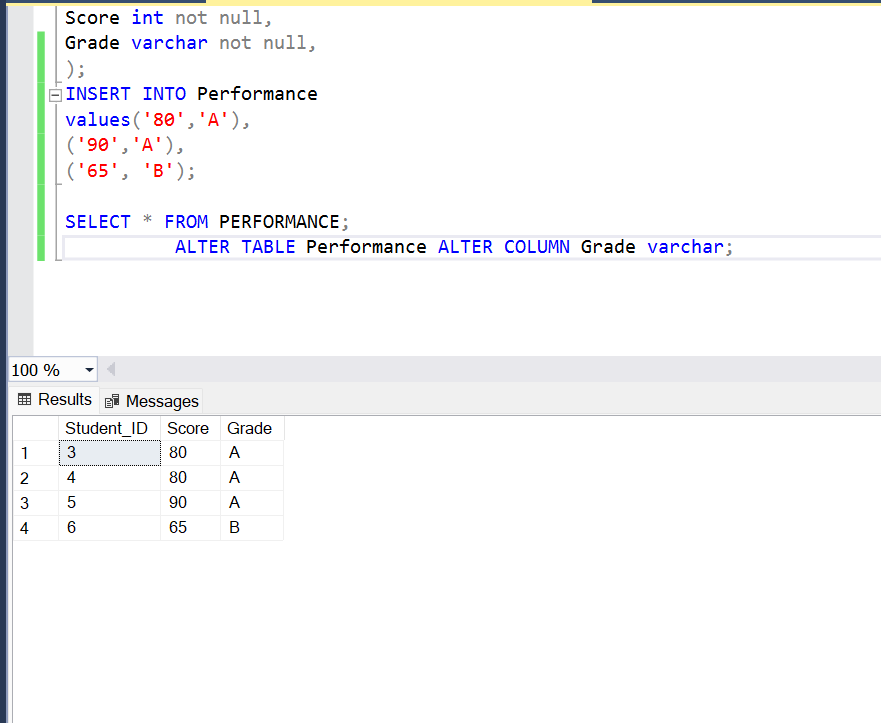 Score int not null,
Grade varchar not null,
);
INSERT INTO Performance
values('80','A'),
('90','A'),
('65', 'B');
SELECT * FROM PERFORMANCE;
ALTER TABLE Performance ALTER COLUMN Grade varchar;
100 %
Results Messages
Student_ID Score Grade
1 3 80 A
2 4 80 A
3 5 90 A
4 6 65 B